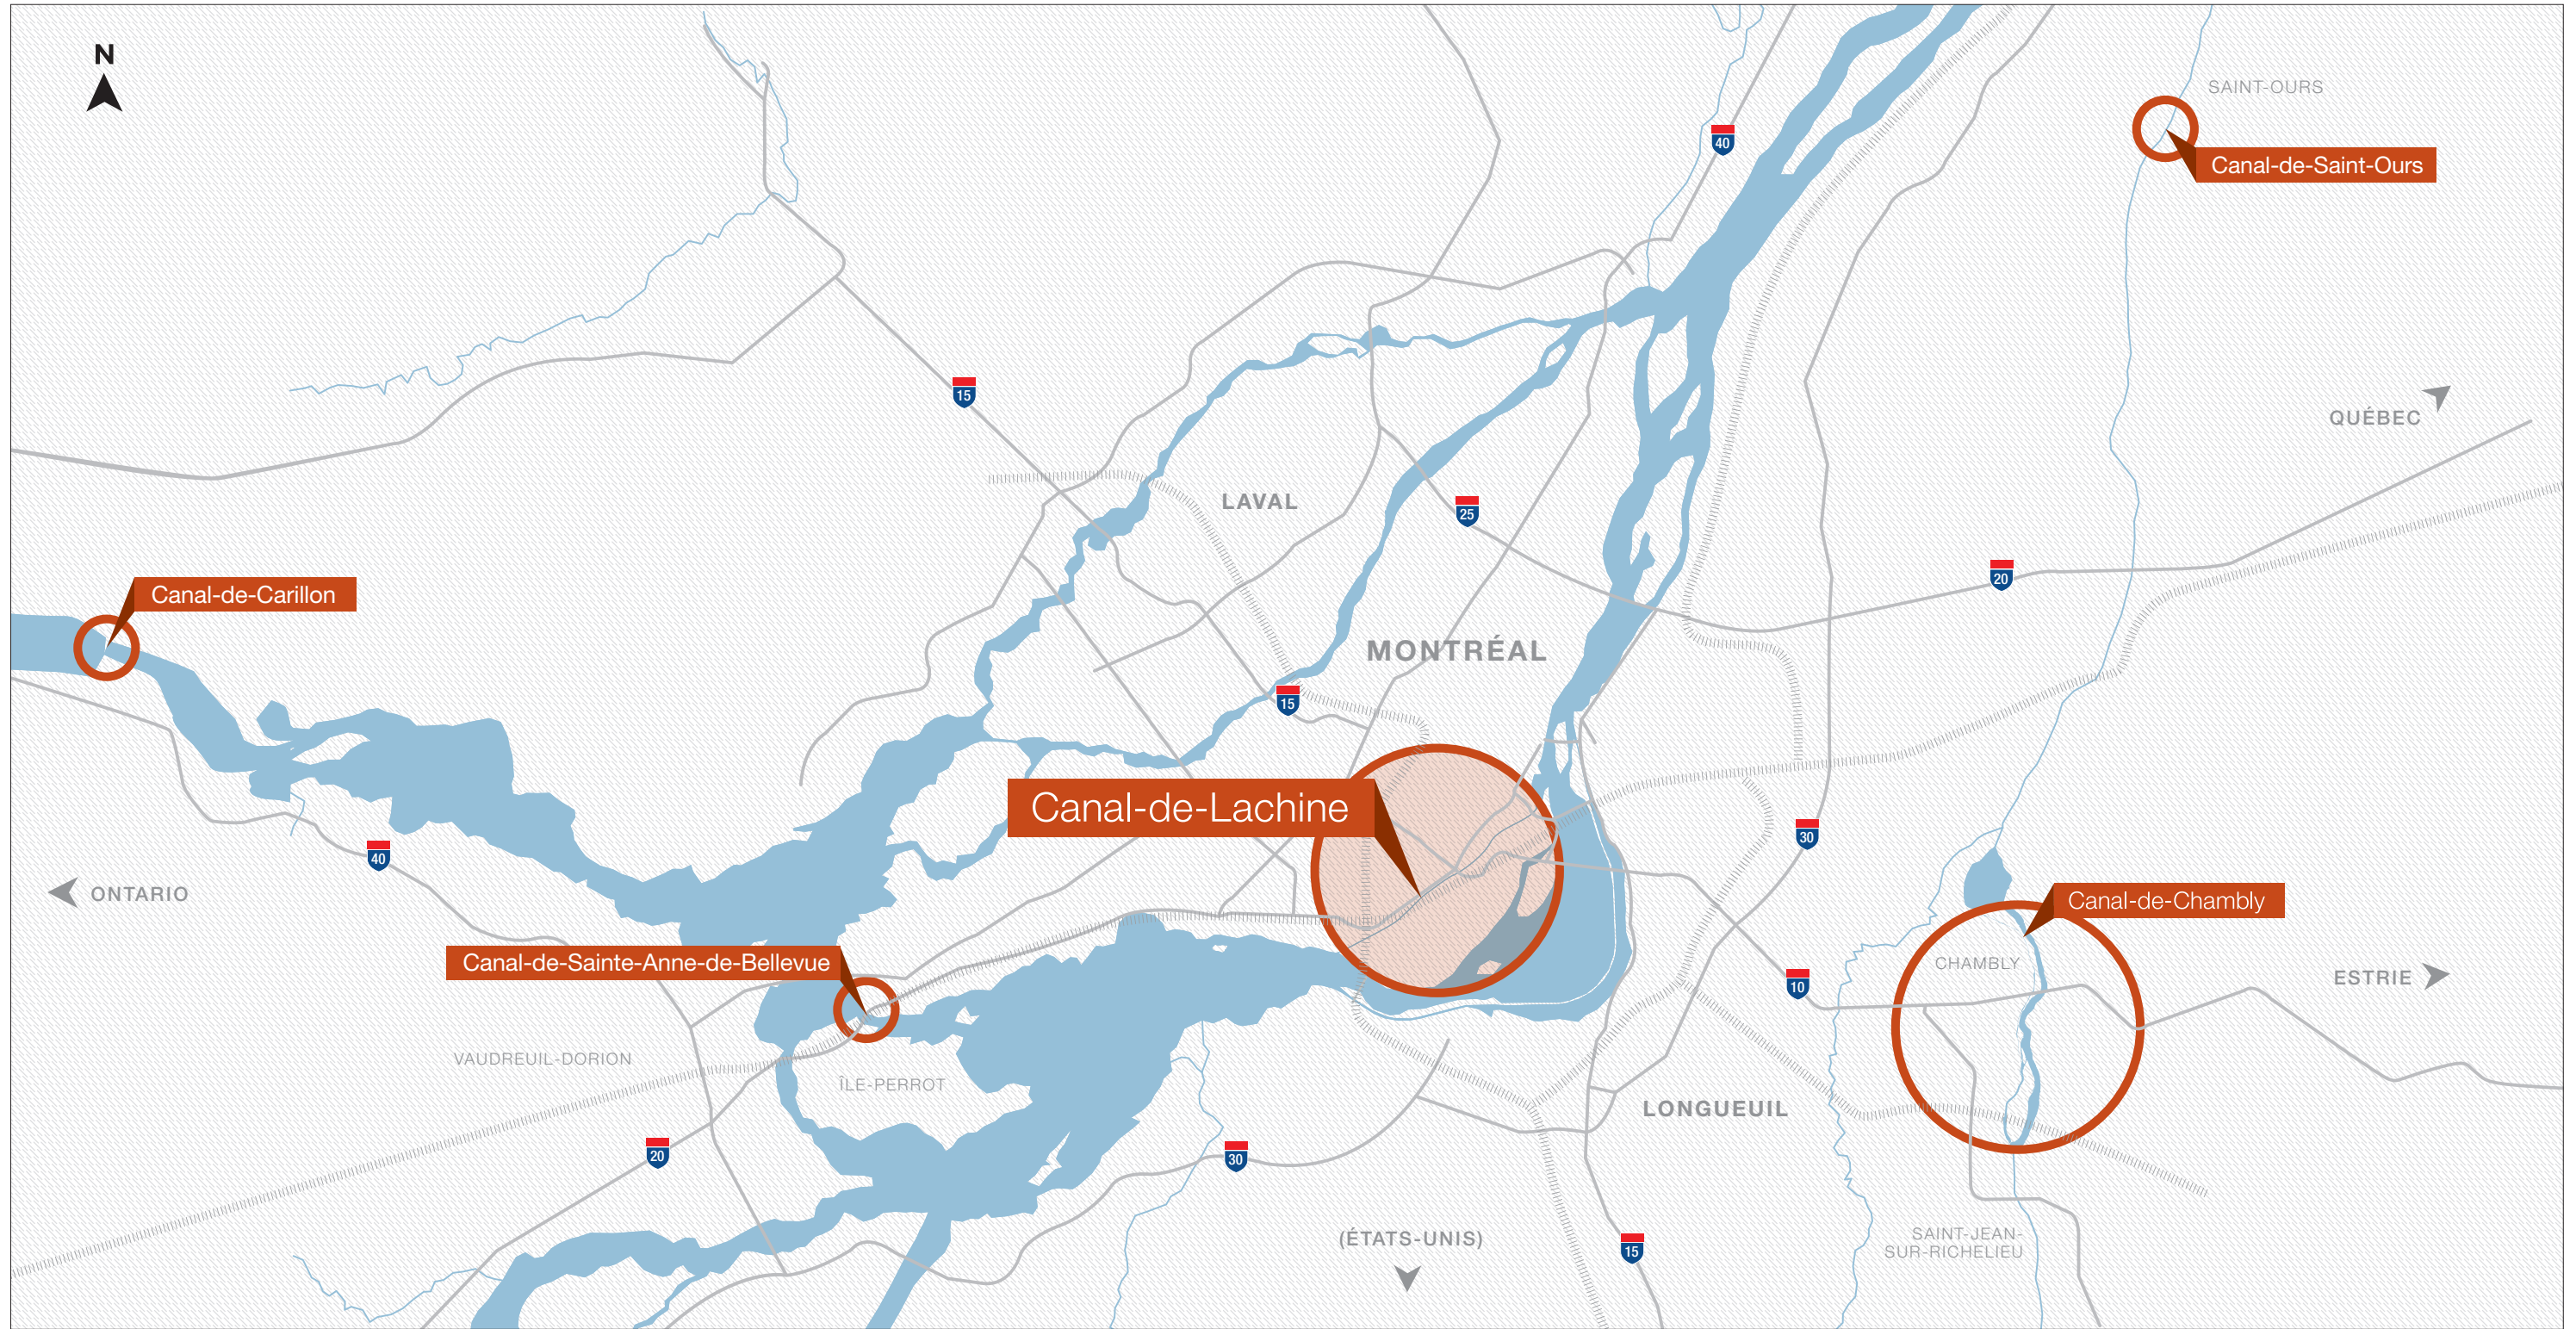 N
SAINT-OURS
40
Canal-de-Saint-Ours
15
QUÉBEC
LAVAL
25
20
Canal-de-Carillon
MONTRÉAL
15
Canal-de-Lachine
30
40
ONTARIO
Canal-de-Chambly
Canal-de-Sainte-Anne-de-Bellevue
CHAMBLY
ESTRIE
10
VAUDREUIL-DORION
ÎLE-PERROT
LONGUEUIL
20
30
(ÉTATS-UNIS)
15
SAINT-JEAN-
SUR-RICHELIEU